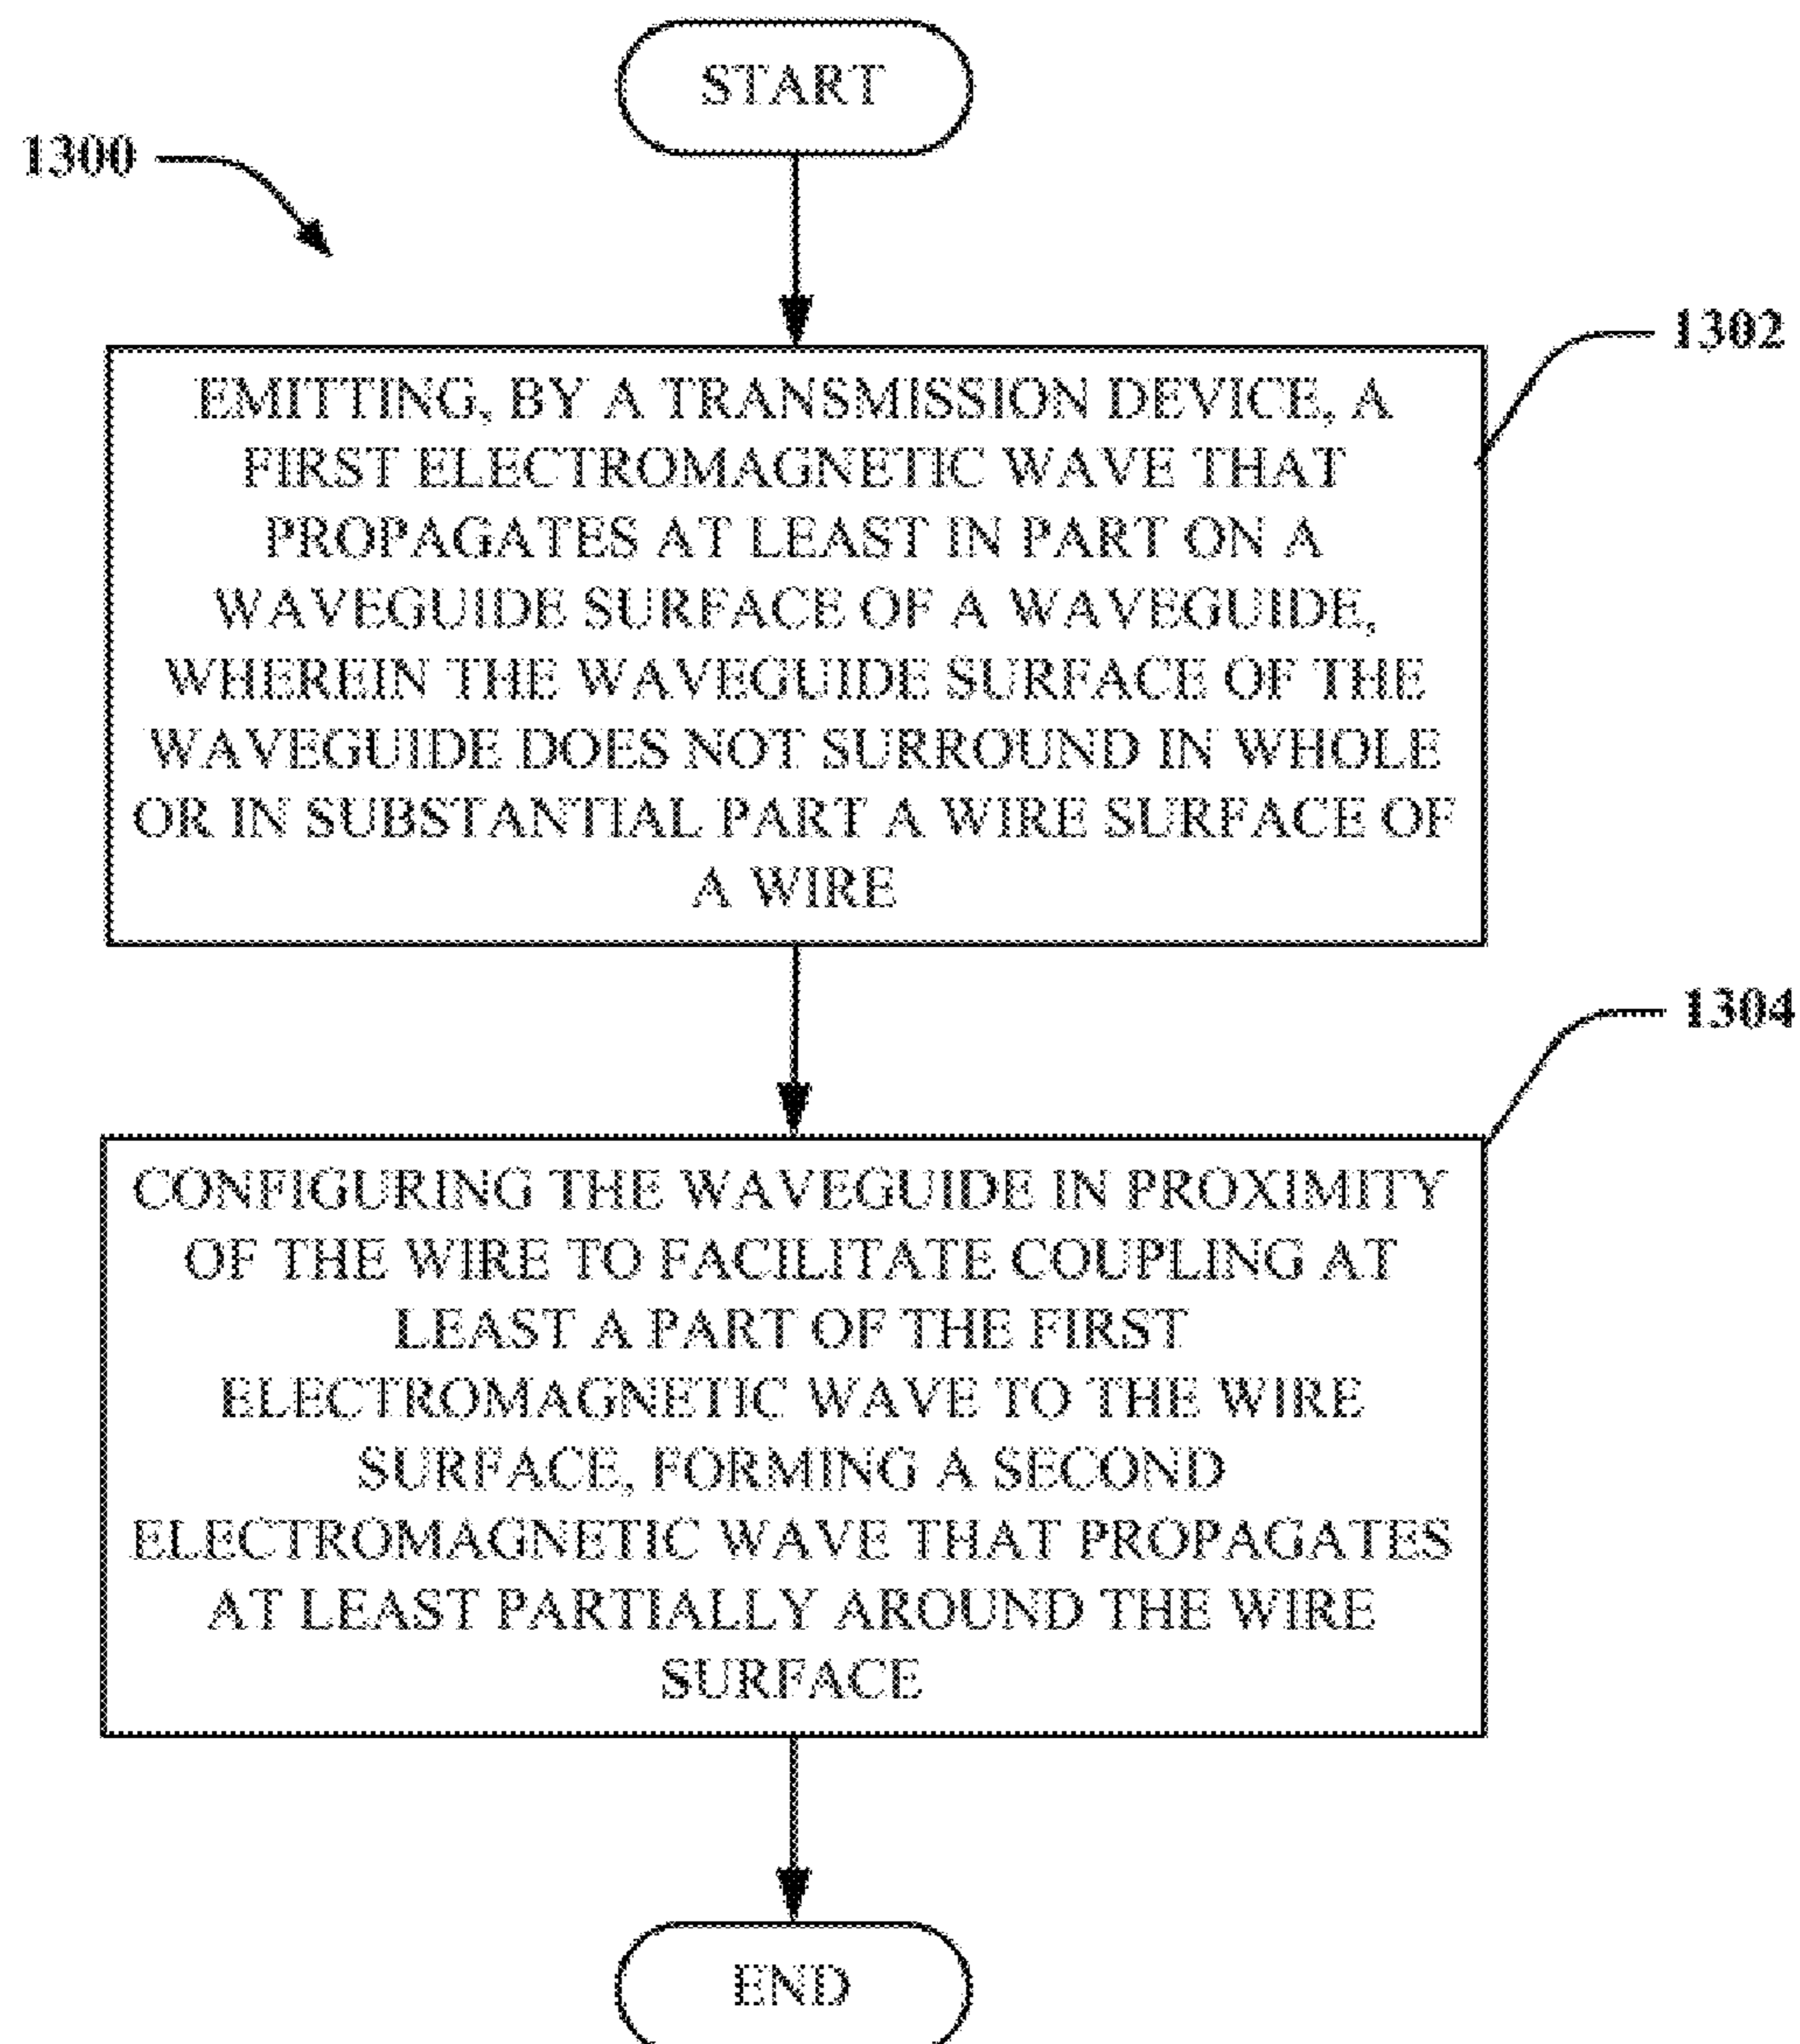 START
1300
1302
EMITTING, BY A TRANSMISSION DEVICE, A
FIRST ELECTROMAGNETIC WAVE THAT
PROPAGATES AT LEAST IN PART ON A
WAVEGUIDE SURFACE OF A WAVEGUIDE,
WHEREIN THE WAVEGUIDE SURFACE OF THE
WAVEGUIDE DOES NOT SURROUND IN WHOLE
OR IN SUBSTANTIAL PART A WIRE SURFACE OF
A WIRE
1304
CONFIGURING THE WAVEGUIDE IN PROXIMITY
OF THE WIRE TO FACILITATE COUPLING AT
LEAST A PART OF THE FIRST
ELECTROMAGNETIC WAVE TO THE WIRE
SURFACE, FORMING A SECOND
ELECTROMAGNETIC WAVE THAT PROPAGATES
AT LEAST PARTIALLY AROUND THE WIRE
SURFACE
END